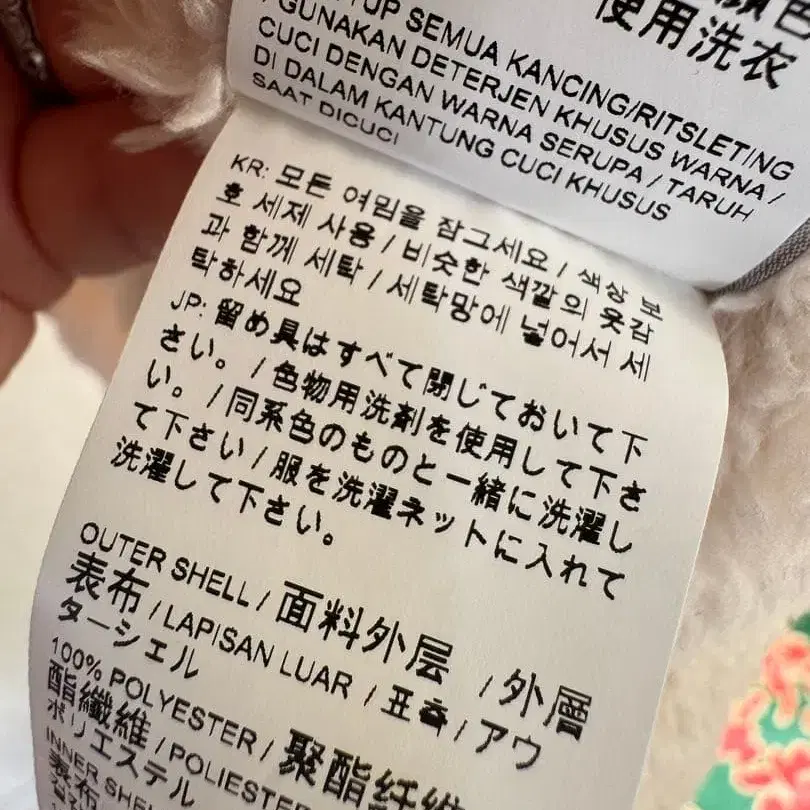 使用洗衣
UP SEMUA KANCING/RITSLETING
/ GUNAKAN DETERJEN KHUSUS WARNA /
CUCI DENGAN WARNA SERUPA / TARUH
DI DALAM KANTUNG CUCI KHUSUS
SAAT DICUCI
KR: 모든 여밈을 잠그세요 / 색상 보
호 세제 사용 / 비슷한 색깔의 옷감
과 함께 세탁 / 세탁망에 넣어서 세
탁하세요
JP: 留め具はすべて閉じておいて下
さい。/ 色物用洗剤を使用して下さ
い。/ 同系色のものと一緒に洗濯し
て下さい / 服を洗濯ネットに入れて
洗濯して下さい。
OUTER SHELL / 面料外层 / 外層
表布 / LAPISAN LUAR / 표측 / アウ
ターシェル
100% POLYESTER / 聚酯纤维
酯纖維 / POLIESTER
ポリエステル
INNER SHE
表布